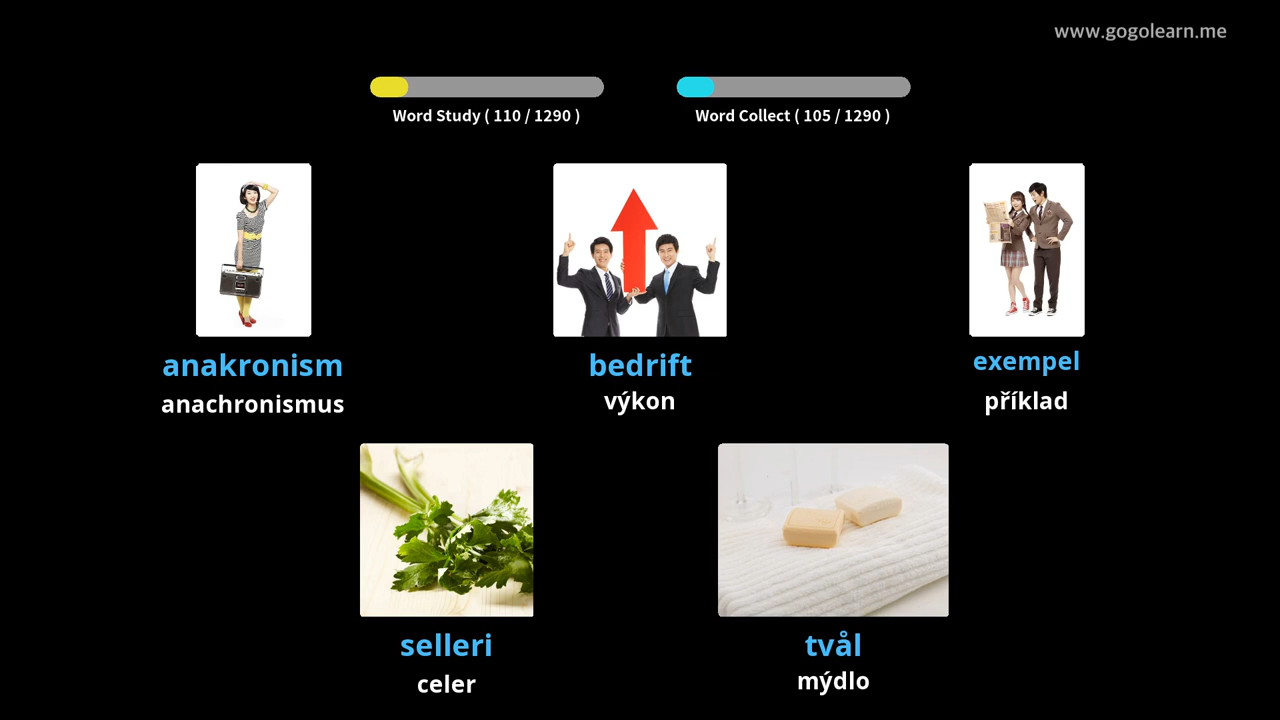 www.gogolearn.me
Word Study ( 110 / 1290 )
Word Collect ( 105 / 1290 )
anakronism
anachronismus
bedrift
výkon
exempel
příklad
selleri
celer
tvål
mýdlo